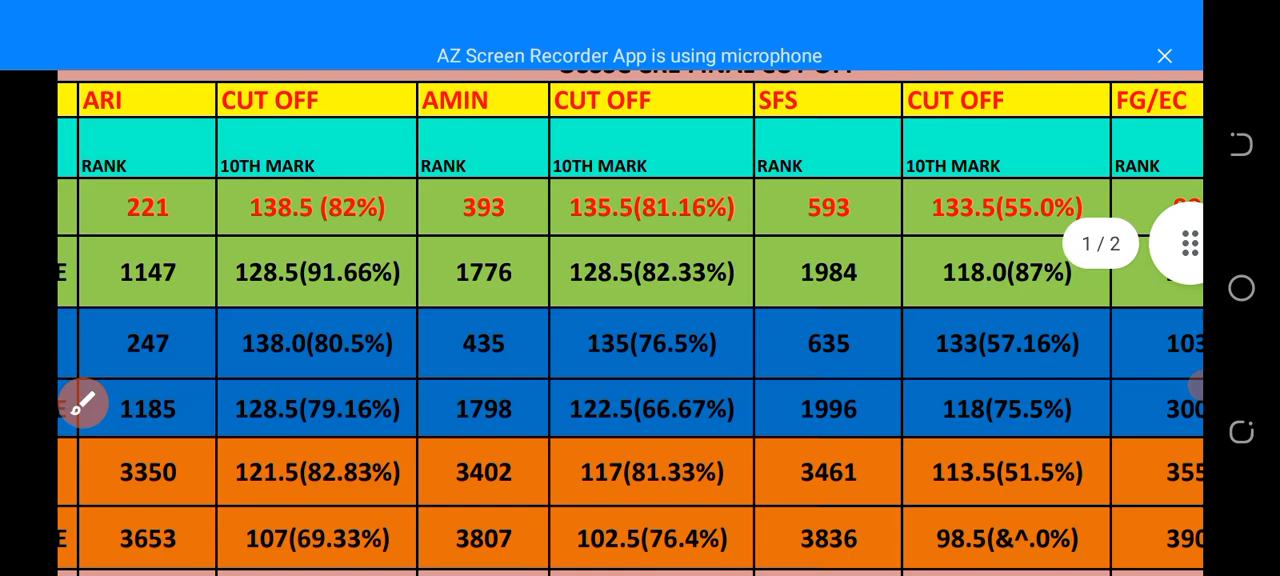 AZ Screen Recorder App is using microphone
ARI CUT OFF AMIN CUT OFF SFS CUT OFF FG/EC
RANK 10TH MARK RANK 10TH MARK RANK 10TH MARK RANK
221 138.5 (82%) 393 135.5(81.16%) 593 133.5(55.0%)
1 / 2
E 1147 128.5(91.66%) 1776 128.5(82.33%) 1984 118.0(87%)
247 138.0(80.5%) 435 135(76.5%) 635 133(57.16%) 103
1185 128.5(79.16%) 1798 122.5(66.67%) 1996 118(75.5%) 300
3350 121.5(82.83%) 3402 117(81.33%) 3461 113.5(51.5%) 355
E 3653 107(69.33%) 3807 102.5(76.4%) 3836 98.5(&^.0%) 390